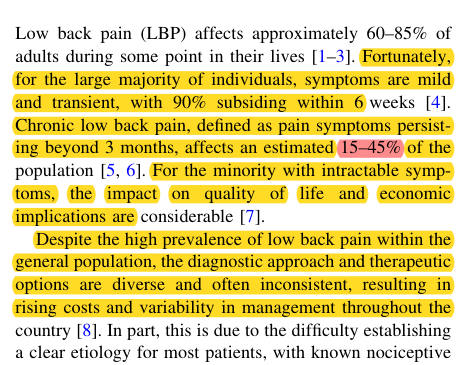 Low back pain (LBP) affects approximately 60–85% of
adults during some point in their lives [1–3]. Fortunately,
for the large majority of individuals, symptoms are mild
and transient, with 90% subsiding within 6 weeks [4].
Chronic low back pain, defined as pain symptoms persist-
ing beyond 3 months, affects an estimated 15–45% of the
population [5, 6]. For the minority with intractable symp-
toms, the impact on quality of life and economic
implications are considerable [7].
Despite the high prevalence of low back pain within the
general population, the diagnostic approach and therapeutic
options are diverse and often inconsistent, resulting in
rising costs and variability in management throughout the
country [8]. In part, this is due to the difficulty establishing
a clear etiology for most patients, with known nociceptive